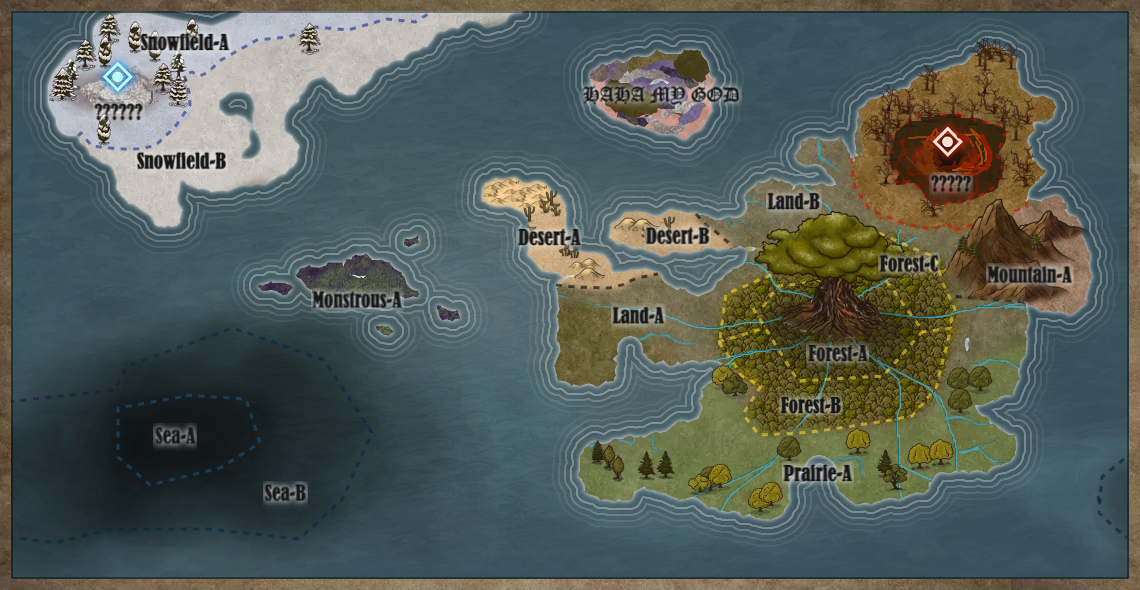 Snowfield-A
??????
Snowfield-B
HAHA MY GOD
?????
Land-B
Desert-A
Desert-B
Forest-C
Mountain-A
Monstrous-A
Land-A
Forest-A
Forest-B
Sea-A
Prairie-A
Sea-B